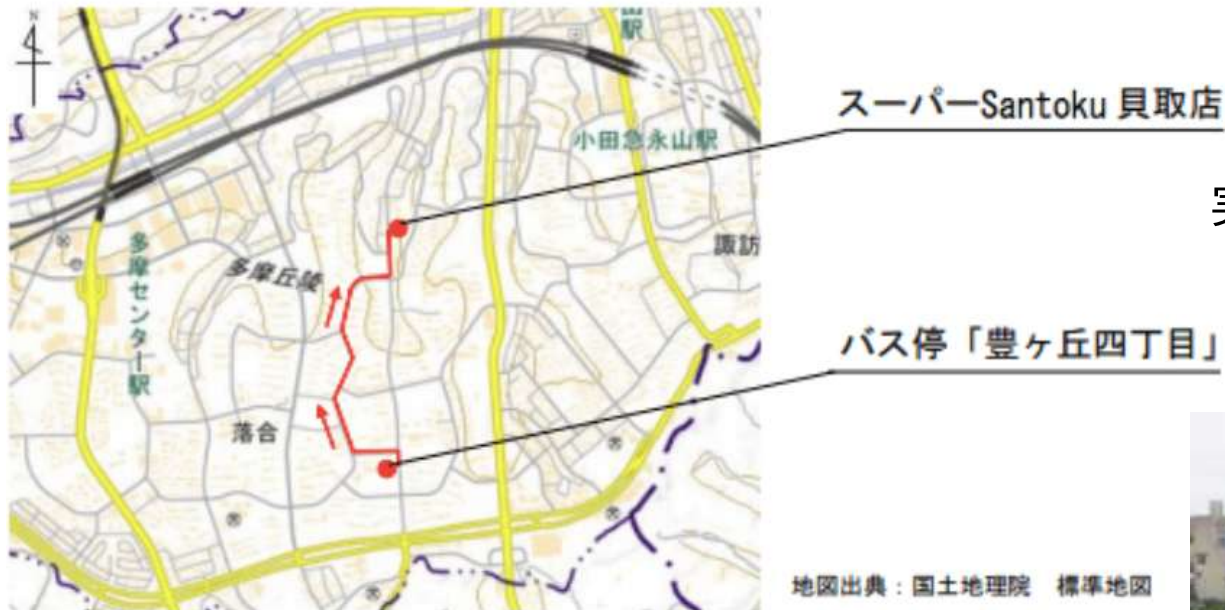 N
駅
スーパーSantoku 貝取店
小田急永山駅
実
諏訪
多摩センター駅
多摩丘陵
バス停「豊ヶ丘四丁目」
落合
地図出典：国土地理院 標準地図